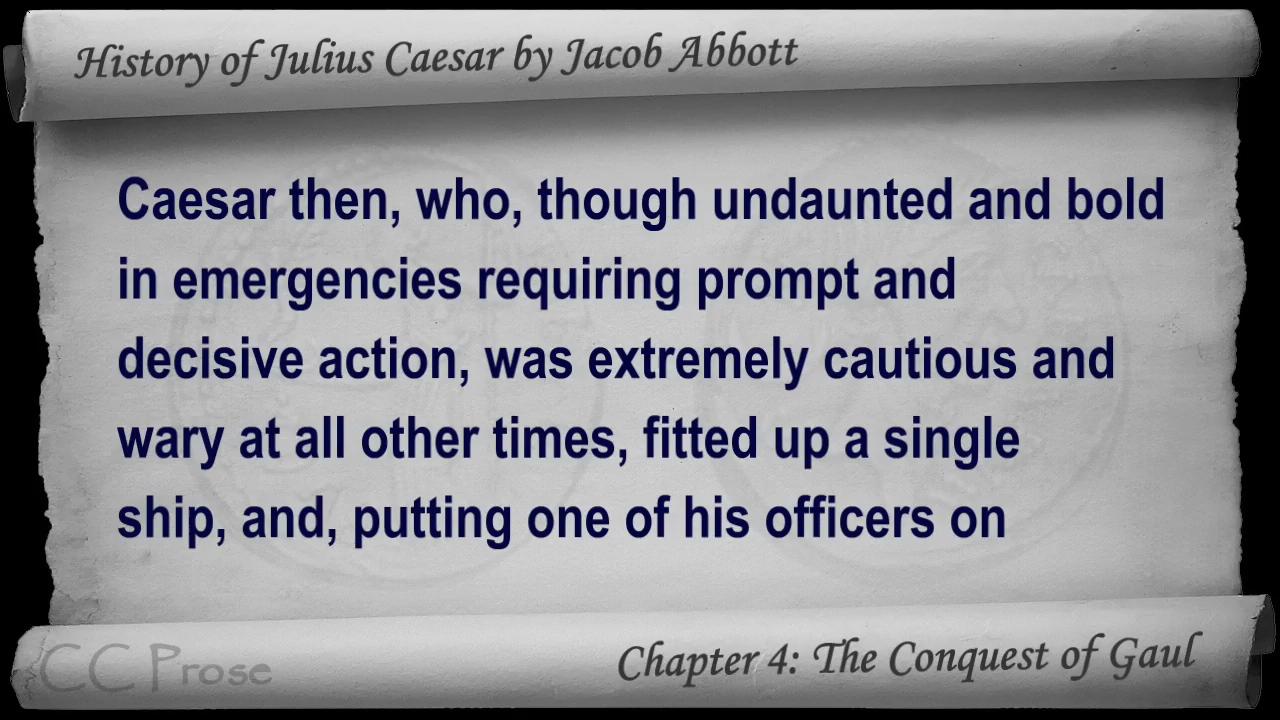 History of Julius Caesar by Jacob Abbott
Caesar then, who, though undaunted and bold
in emergencies requiring prompt and
decisive action, was extremely cautious and
wary at all other times, fitted up a single
ship, and, putting one of his officers on
CC Prose
Chapter 4: The Conquest of Gaul